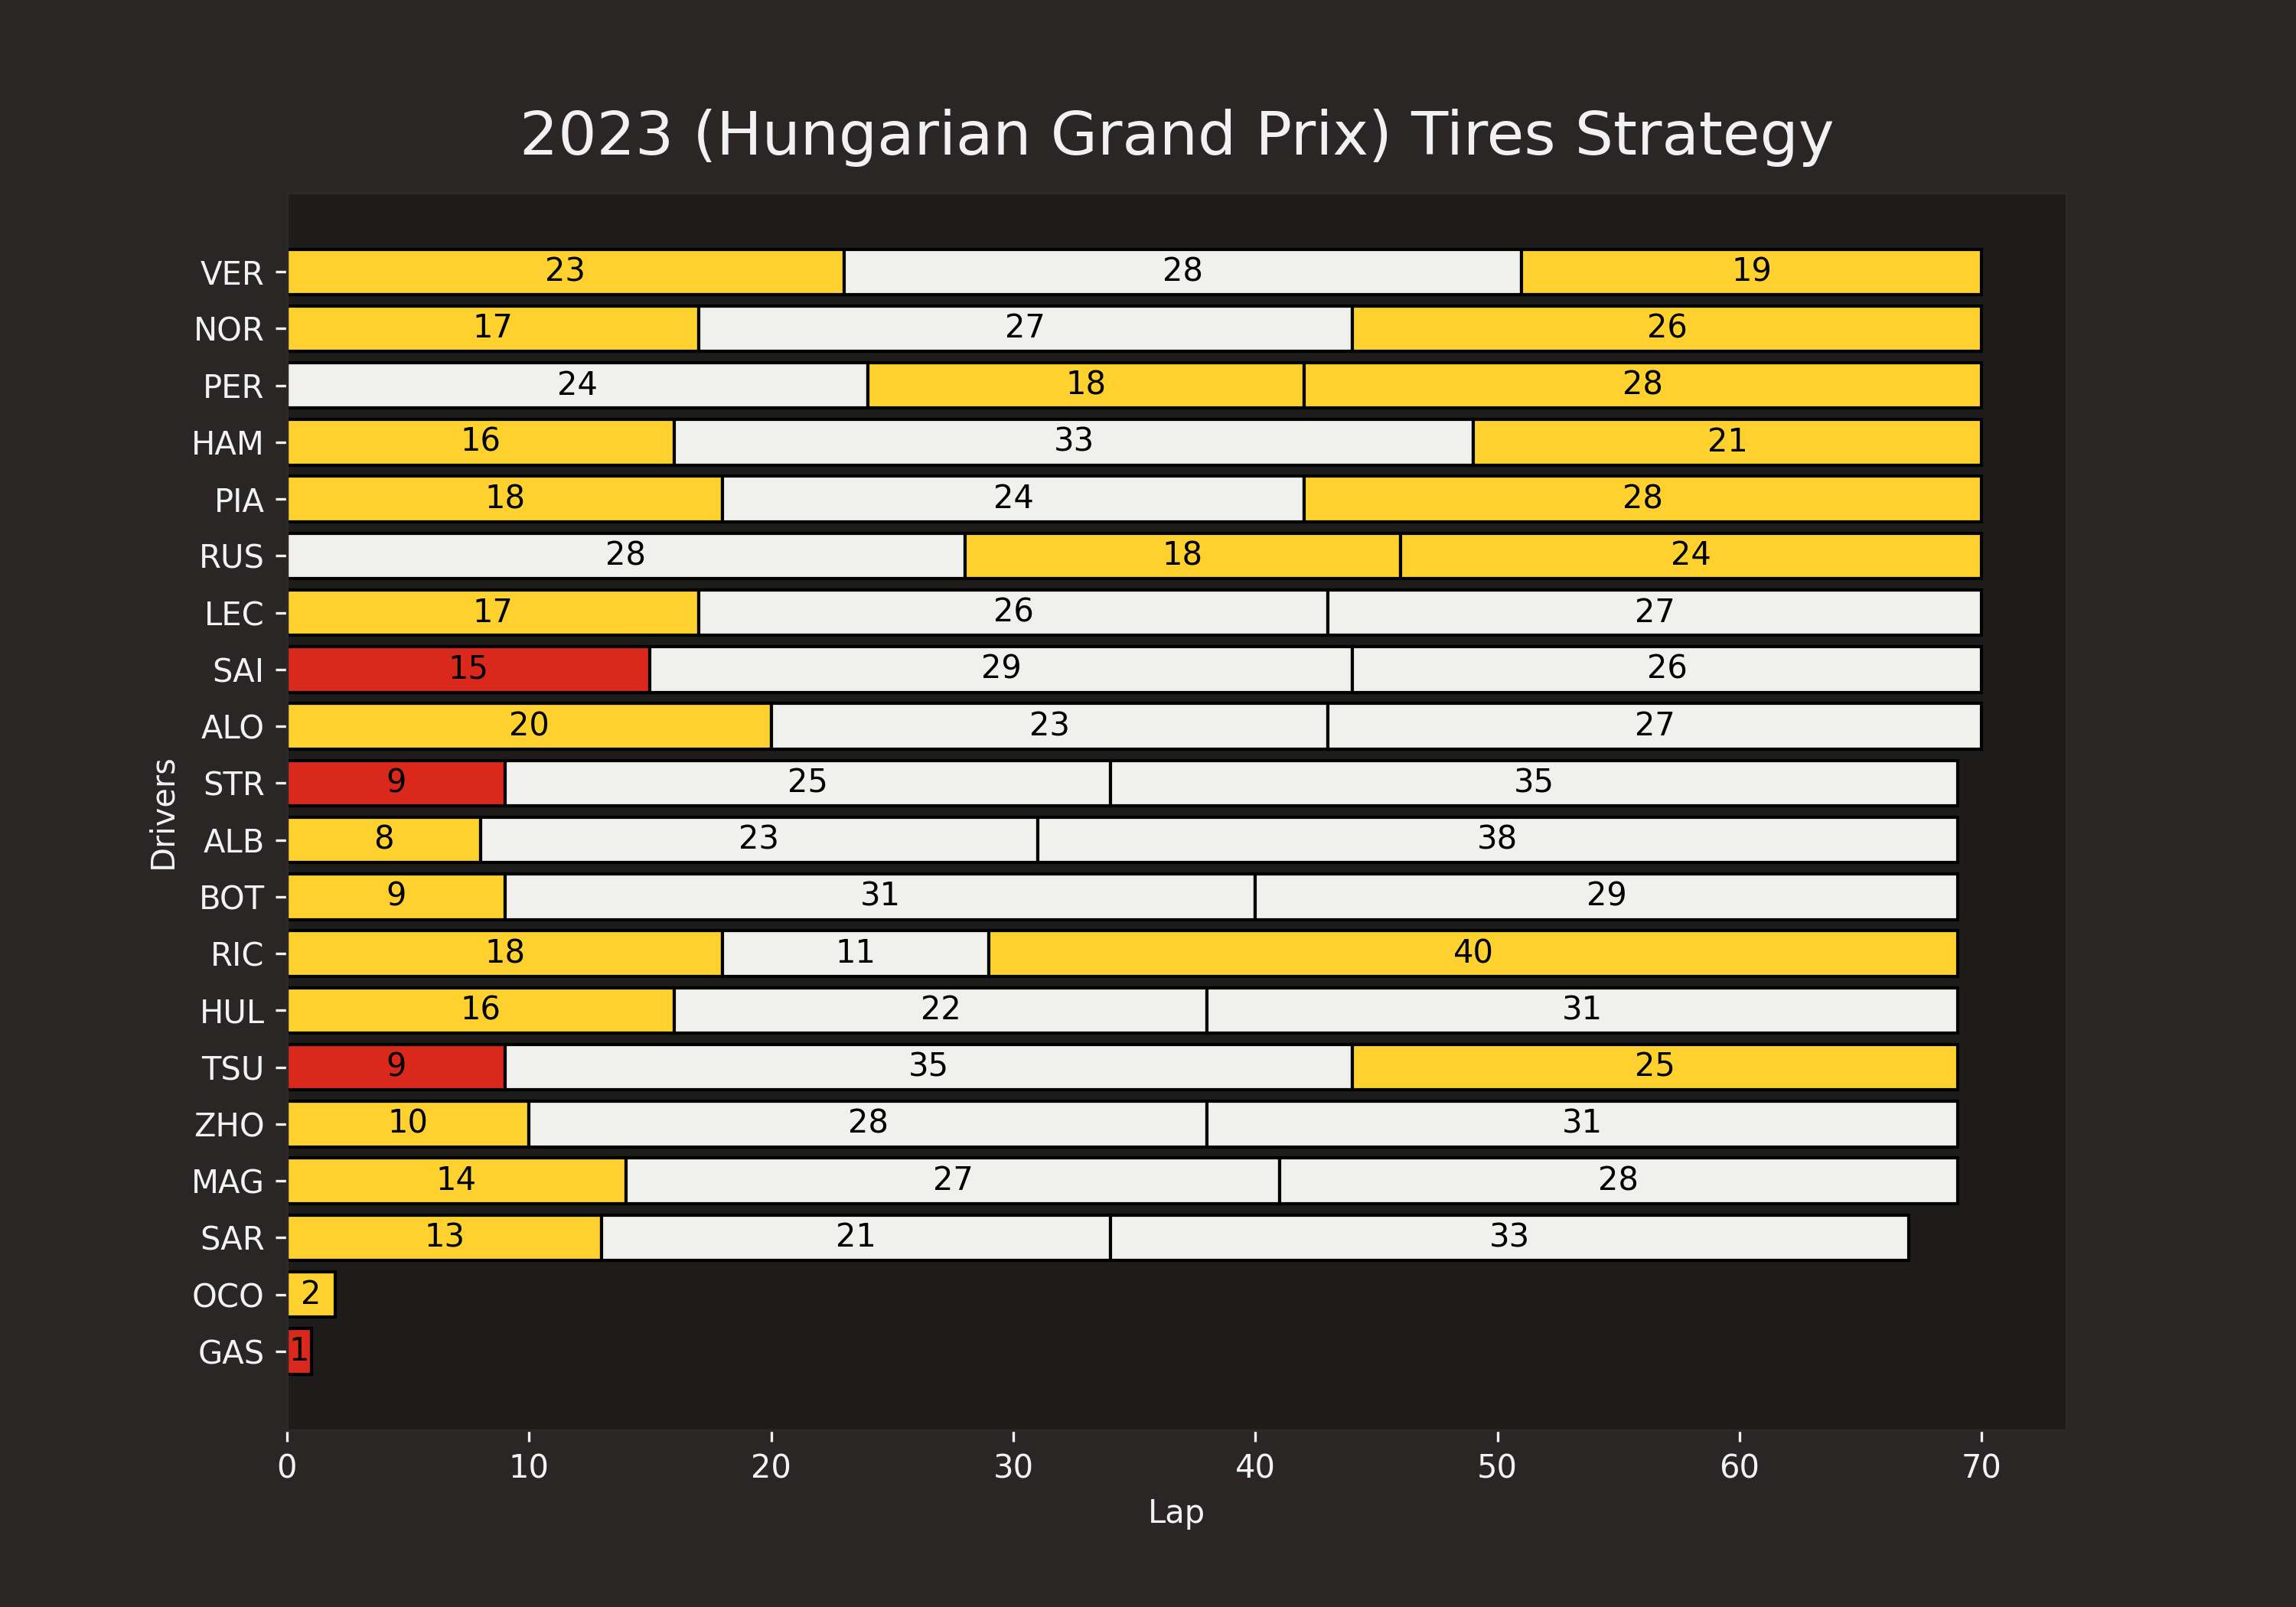 2023 (Hungarian Grand Prix) Tires Strategy
VER 23 28 19
NOR 17 27 26
PER 24 18 28
HAM 16 33 21
PIA 18 24 28
RUS 28 18 24
LEC 17 26 27
SAI 15 29 26
ALO 20 23 27
STR 9 25 35
ALB 8 23 38
BOT 9 31 29
RIC 18 11 40
HUL 16 22 31
TSU 9 35 25
ZHO 10 28 31
MAG 14 27 28
SAR 13 21 33
OCO 2
GAS 1
Drivers
0 10 20 30 40 50 60 70
Lap